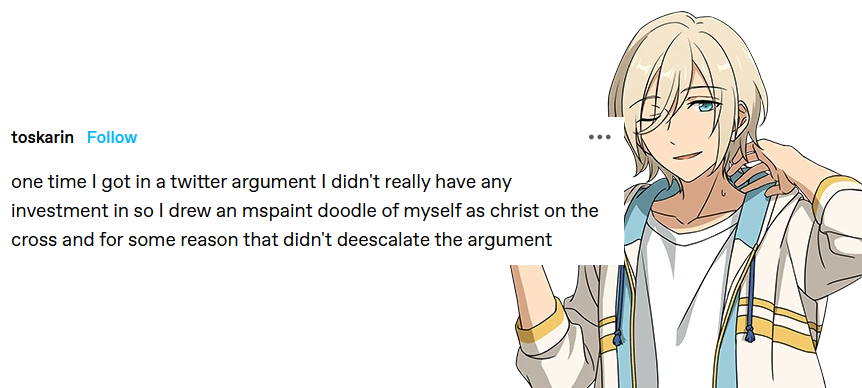 toskarin Follow
one time I got in a twitter argument I didn't really have any
investment in so I drew an mspaint doodle of myself as christ on the
cross and for some reason that didn't deescalate the argument